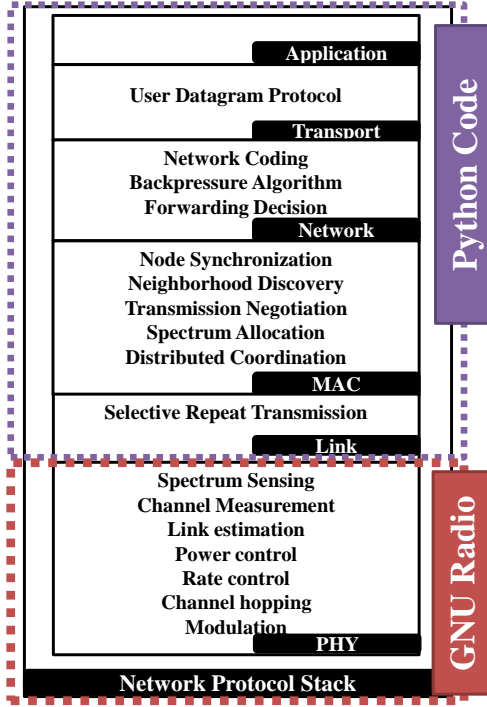 Application
User Datagram Protocol
Transport
Network Coding
Backpressure Algorithm
Forwarding Decision
Network
Node Synchronization
Neighborhood Discovery
Transmission Negotiation
Spectrum Allocation
Distributed Coordination
MAC
Selective Repeat Transmission
Link
Python Code
Spectrum Sensing
Channel Measurement
Link estimation
Power control
Rate control
Channel hopping
Modulation
PHY
GNU Radio
Network Protocol Stack